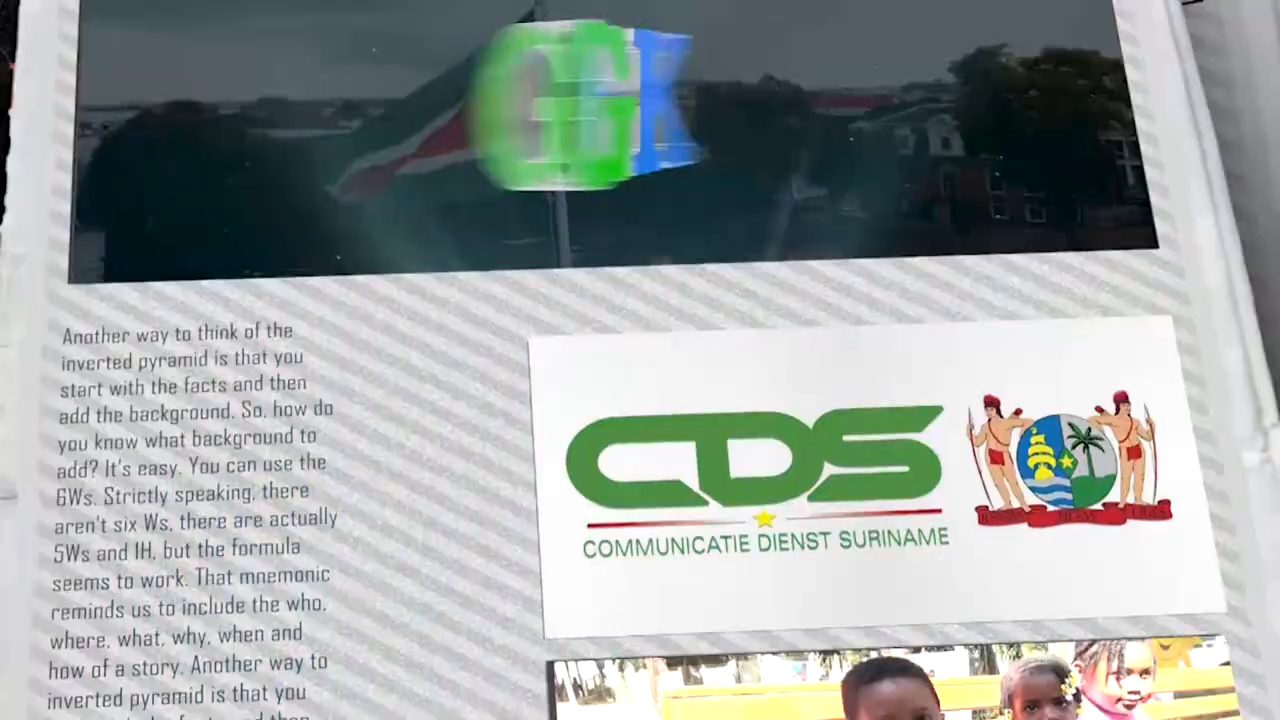 Another way to think of the
inverted pyramid is that you
start with the facts and then
add the background. So, how do
you know what background to
add? It's easy. You can use the
6Ws. Strictly speaking, there
aren't six Ws, there are actually
5Ws and 1H, but the formula
seems to work. That mnemonic
reminds us to include the who,
where, what, why, when and
how of a story. Another way to
inverted pyramid is that you
CDS
COMMUNICATIE DIENST SURINAME